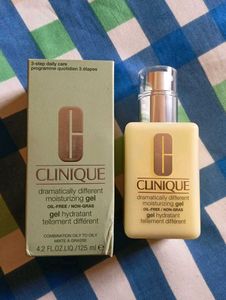 3-step daily care
programme quotidien 3 étapes
CLINIQUE
dramatically different
moisturizing gel
OIL-FREE / NON-GRAS
gel hydratant
tellement différent
COMBINATION OILY TO OILY
MIXTE À GRASSE
4.2 FL.OZ.LIQ./125 ml ℮
CLINIQUE
dramatically different
moisturizing gel
OIL-FREE / NON-GRAS
gel hydratant
tellement différent